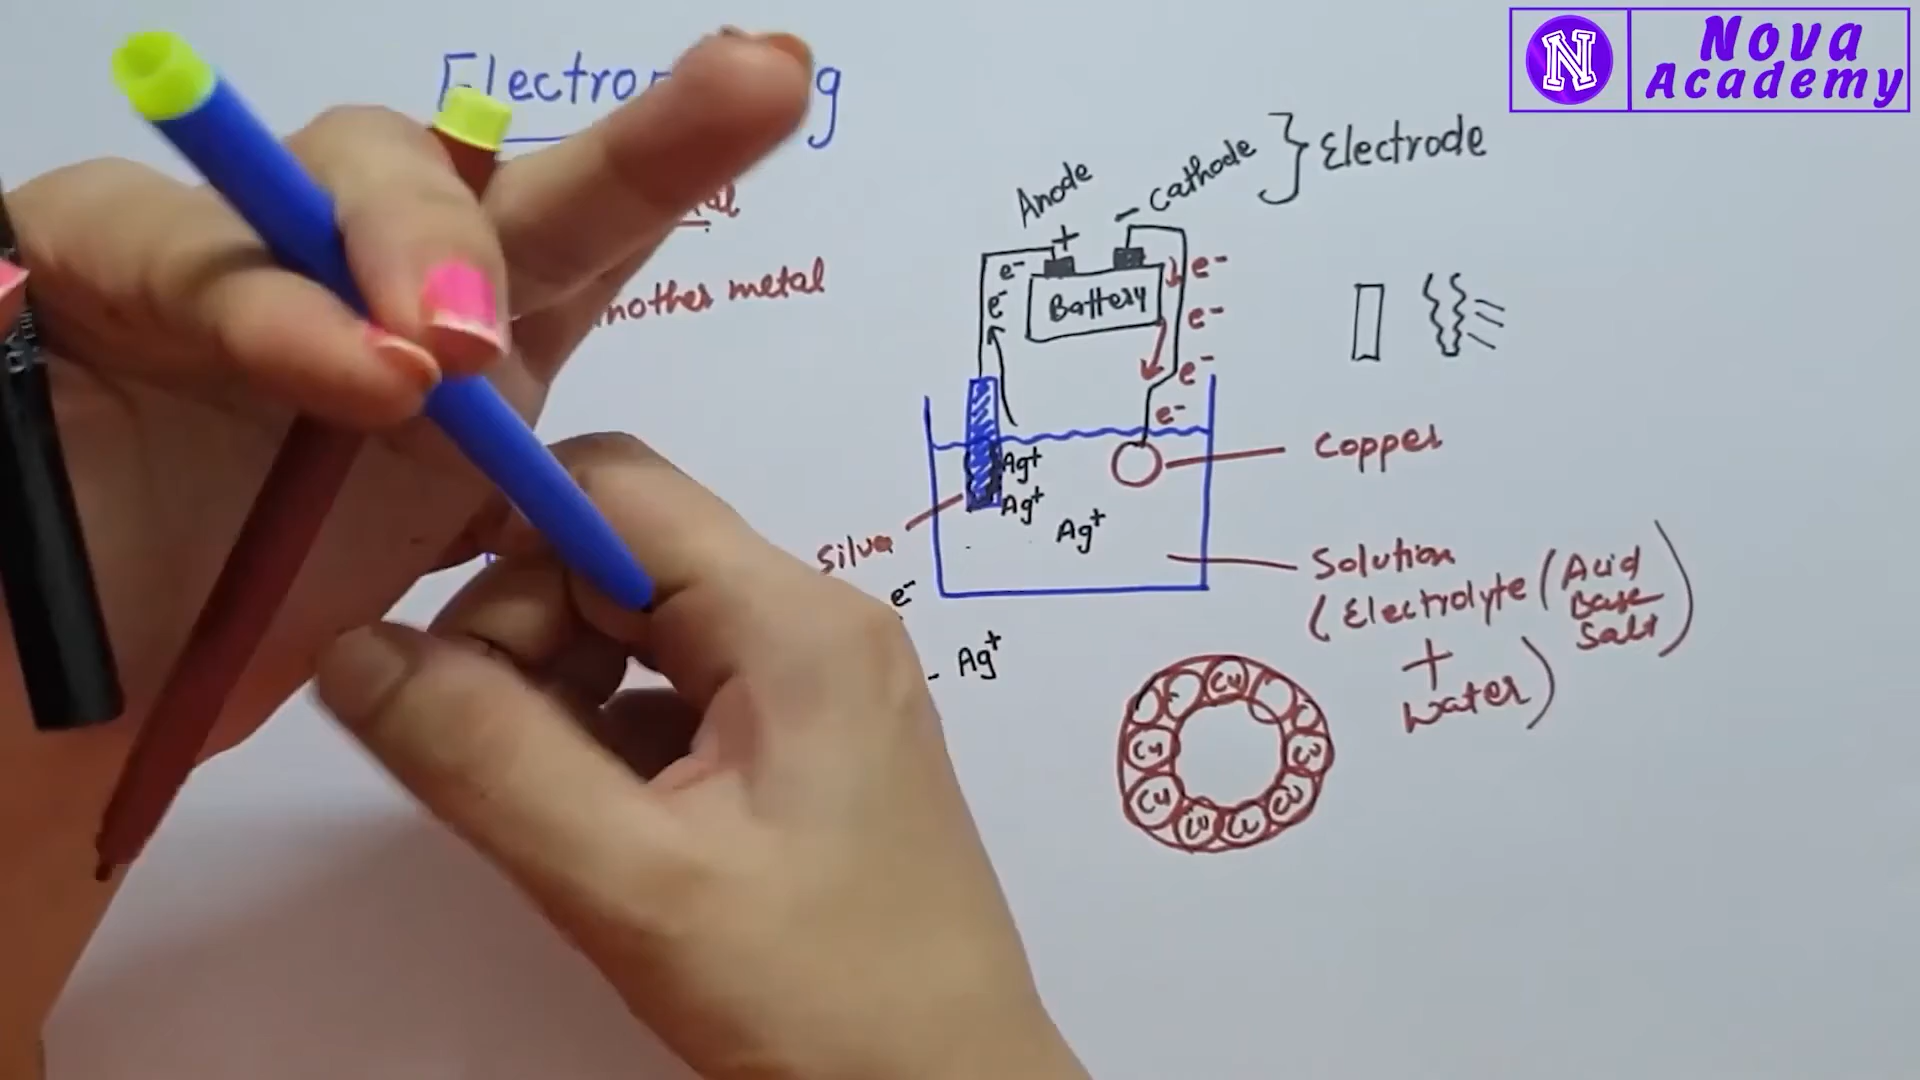 Nova
Academy
Electro
g
Anode
cathode
Electrode
+
−
another metal
e⁻
e⁻
Battery
e⁻
e⁻
e⁻
e⁻
Ag⁺
Ag⁺
Ag⁺
Copper
Silver
e⁻
- Ag⁺
Solution
(Electrolyte (Acid
Base
Salt)
+
water)
Cu
Cu
Cu
Cu
Cu
Cu
Cu